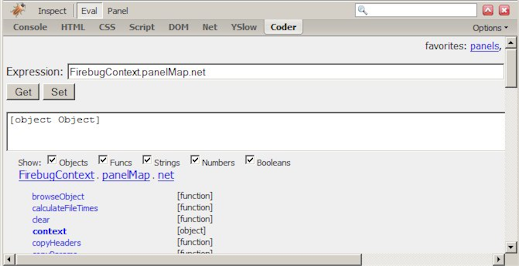 Inspect Eval Panel
Console HTML CSS Script DOM Net YSlow Coder Options
favorites: panels,
Expression: FirebugContext.panelMap.net
Get Set
[object Object]
Show: Objects Funcs Strings Numbers Booleans
FirebugContext . panelMap . net
browseObject [function]
calculateFileTimes [function]
clear [function]
context [object]
copyHeaders [function]